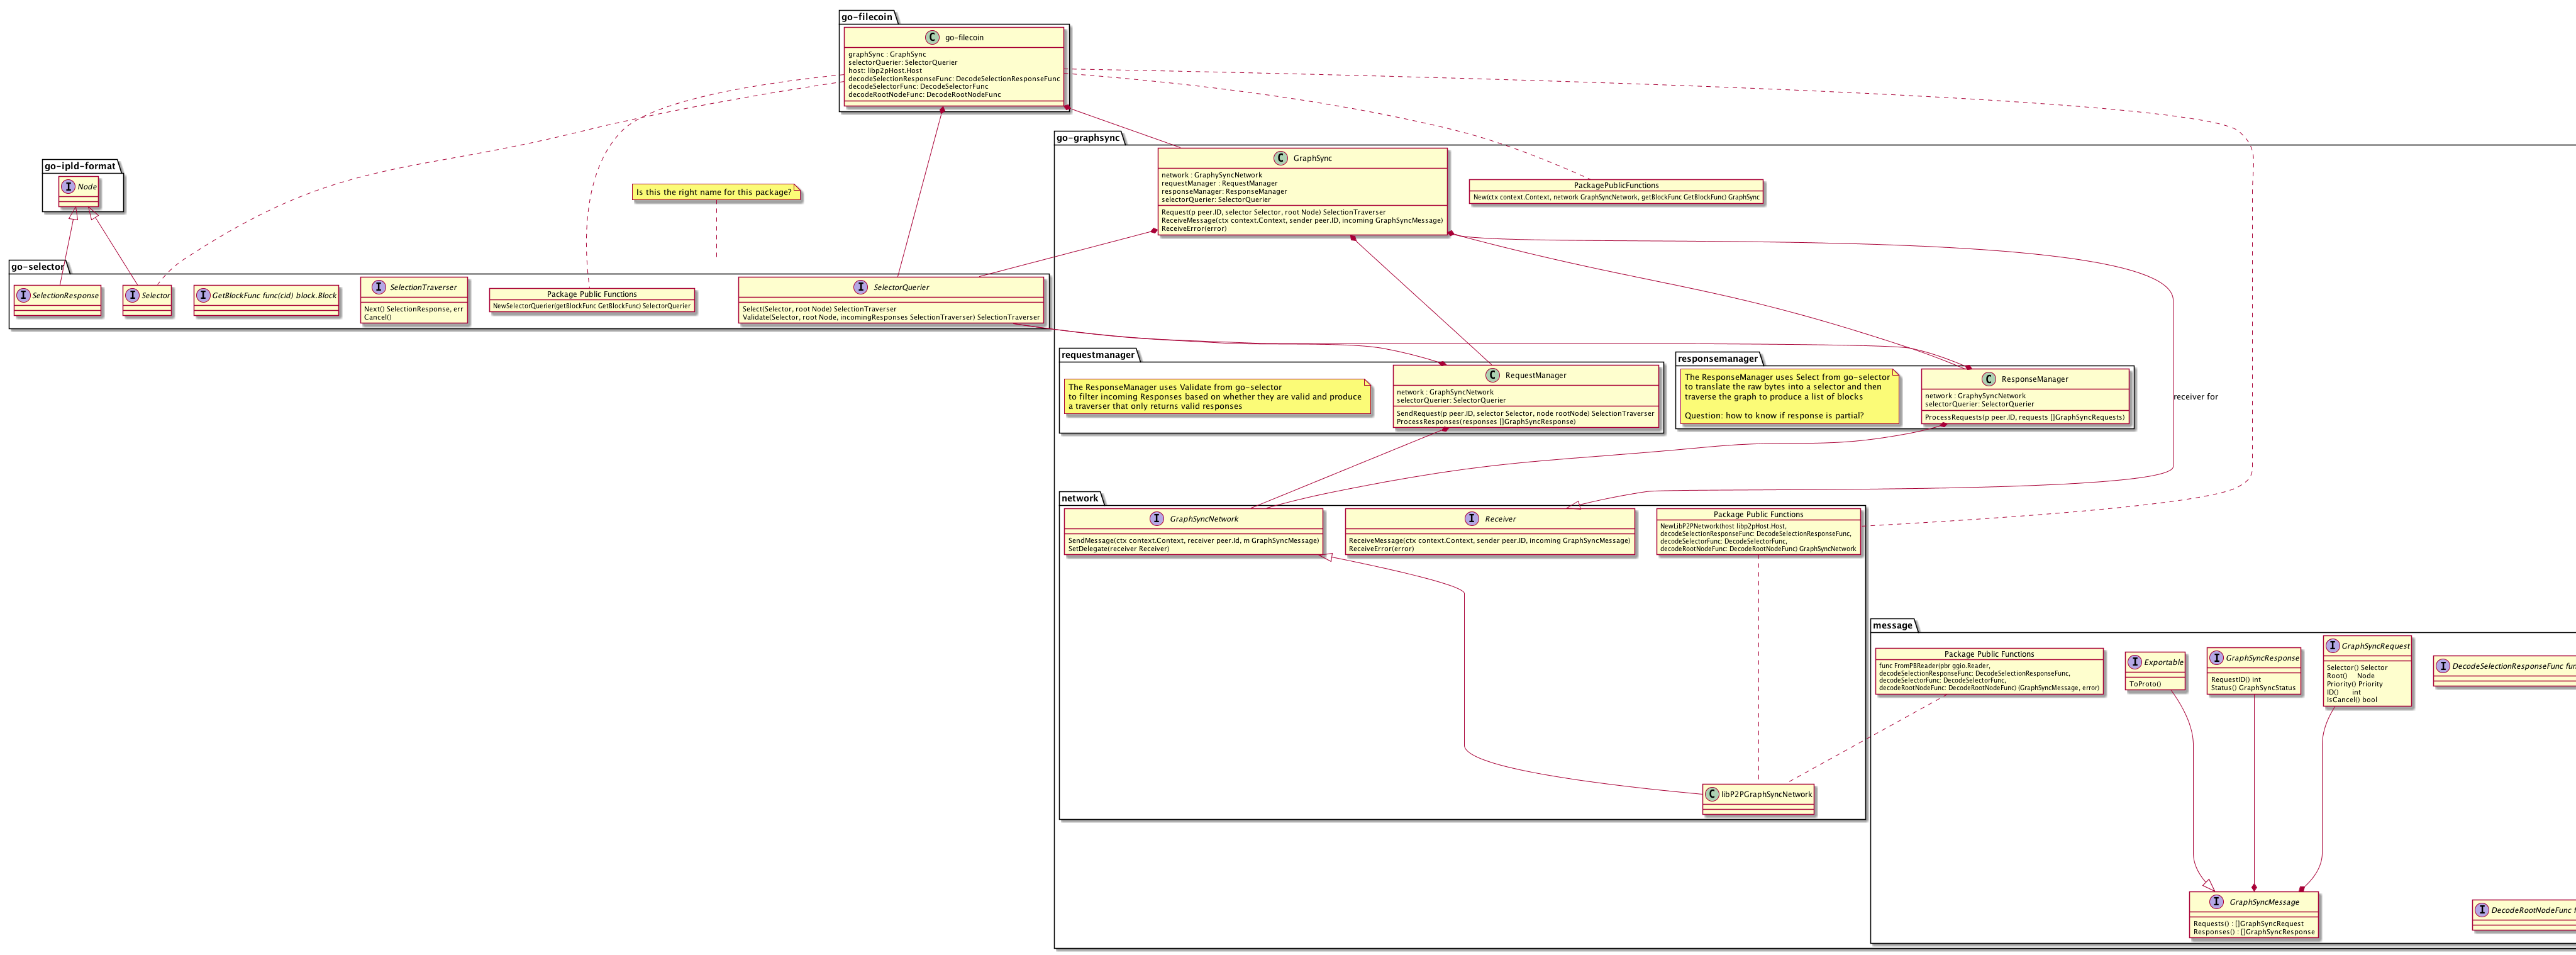 go-filecoin
C go-filecoin
graphSync : GraphSync
selectorQuerier: SelectorQuerier
host: libp2pHost.Host
decodeSelectionResponseFunc: DecodeSelectionResponseFunc
decodeSelectorFunc: DecodeSelectorFunc
decodeRootNodeFunc: DecodeRootNodeFunc
go-graphsync
C GraphSync
network : GraphySyncNetwork
requestManager : RequestManager
responseManager: ResponseManager
selectorQuerier: SelectorQuerier
Request(p peer.ID, selector Selector, root Node) SelectionTraverser
ReceiveMessage(ctx context.Context, sender peer.ID, incoming GraphSyncMessage)
ReceiveError(error)
PackagePublicFunctions
New(ctx context.Context, network GraphSyncNetwork, getBlockFunc GetBlockFunc) GraphSync
go-ipld-format
I Node
Is this the right name for this package?
go-selector
I SelectionResponse
I Selector
I GetBlockFunc func(cid) block.Block
I SelectionTraverser
Next() SelectionResponse, err
Cancel()
Package Public Functions
NewSelectorQuerier(getBlockFunc GetBlockFunc) SelectorQuerier
I SelectorQuerier
Select(Selector, root Node) SelectionTraverser
Validate(Selector, root Node, incomingResponses SelectionTraverser) SelectionTraverser
requestmanager
The ResponseManager uses Validate from go-selector
to filter incoming Responses based on whether they are valid and produce
a traverser that only returns valid responses
C RequestManager
network : GraphSyncNetwork
selectorQuerier: SelectorQuerier
SendRequest(p peer.ID, selector Selector, node rootNode) SelectionTraverser
ProcessResponses(responses []GraphSyncResponse)
responsemanager
The ResponseManager uses Select from go-selector
to translate the raw bytes into a selector and then
traverse the graph to produce a list of blocks
Question: how to know if response is partial?
C ResponseManager
network : GraphySyncNetwork
selectorQuerier: SelectorQuerier
ProcessRequests(p peer.ID, requests []GraphSyncRequests)
receiver for
network
I GraphSyncNetwork
SendMessage(ctx context.Context, receiver peer.Id, m GraphSyncMessage)
SetDelegate(receiver Receiver)
I Receiver
ReceiveMessage(ctx context.Context, sender peer.ID, incoming GraphSyncMessage)
ReceiveError(error)
Package Public Functions
NewLibP2PNetwork(host libp2pHost.Host,
decodeSelectionResponseFunc: DecodeSelectionResponseFunc,
decodeSelectorFunc: DecodeSelectorFunc,
decodeRootNodeFunc: DecodeRootNodeFunc) GraphSyncNetwork
C libP2PGraphSyncNetwork
message
Package Public Functions
func FromPBReader(pbr ggio.Reader,
decodeSelectionResponseFunc: DecodeSelectionResponseFunc,
decodeSelectorFunc: DecodeSelectorFunc,
decodeRootNodeFunc: DecodeRootNodeFunc) (GraphSyncMessage, error)
I Exportable
ToProto()
I GraphSyncResponse
RequestID() int
Status() GraphSyncStatus
I GraphSyncRequest
Selector() Selector
Root() Node
Priority() Priority
ID() int
IsCancel() bool
I DecodeSelectionResponseFunc fun
I GraphSyncMessage
Requests() : []GraphSyncRequest
Responses() : []GraphSyncResponse
I DecodeRootNodeFunc